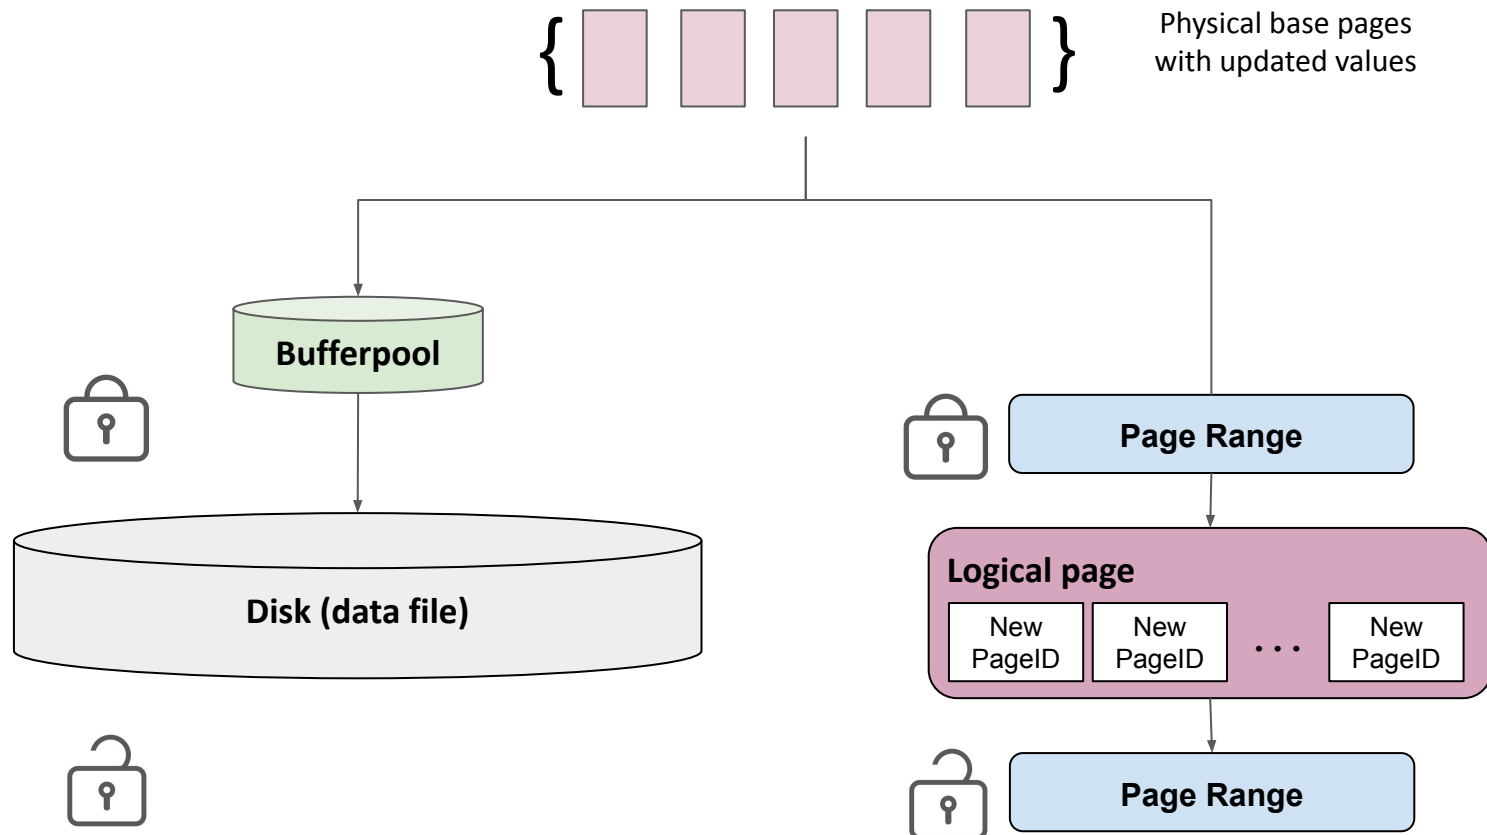 { }
Physical base pages
with updated values
Bufferpool
Page Range
Logical page
New
PageID
New
PageID
...
New
PageID
Disk (data file)
Page Range